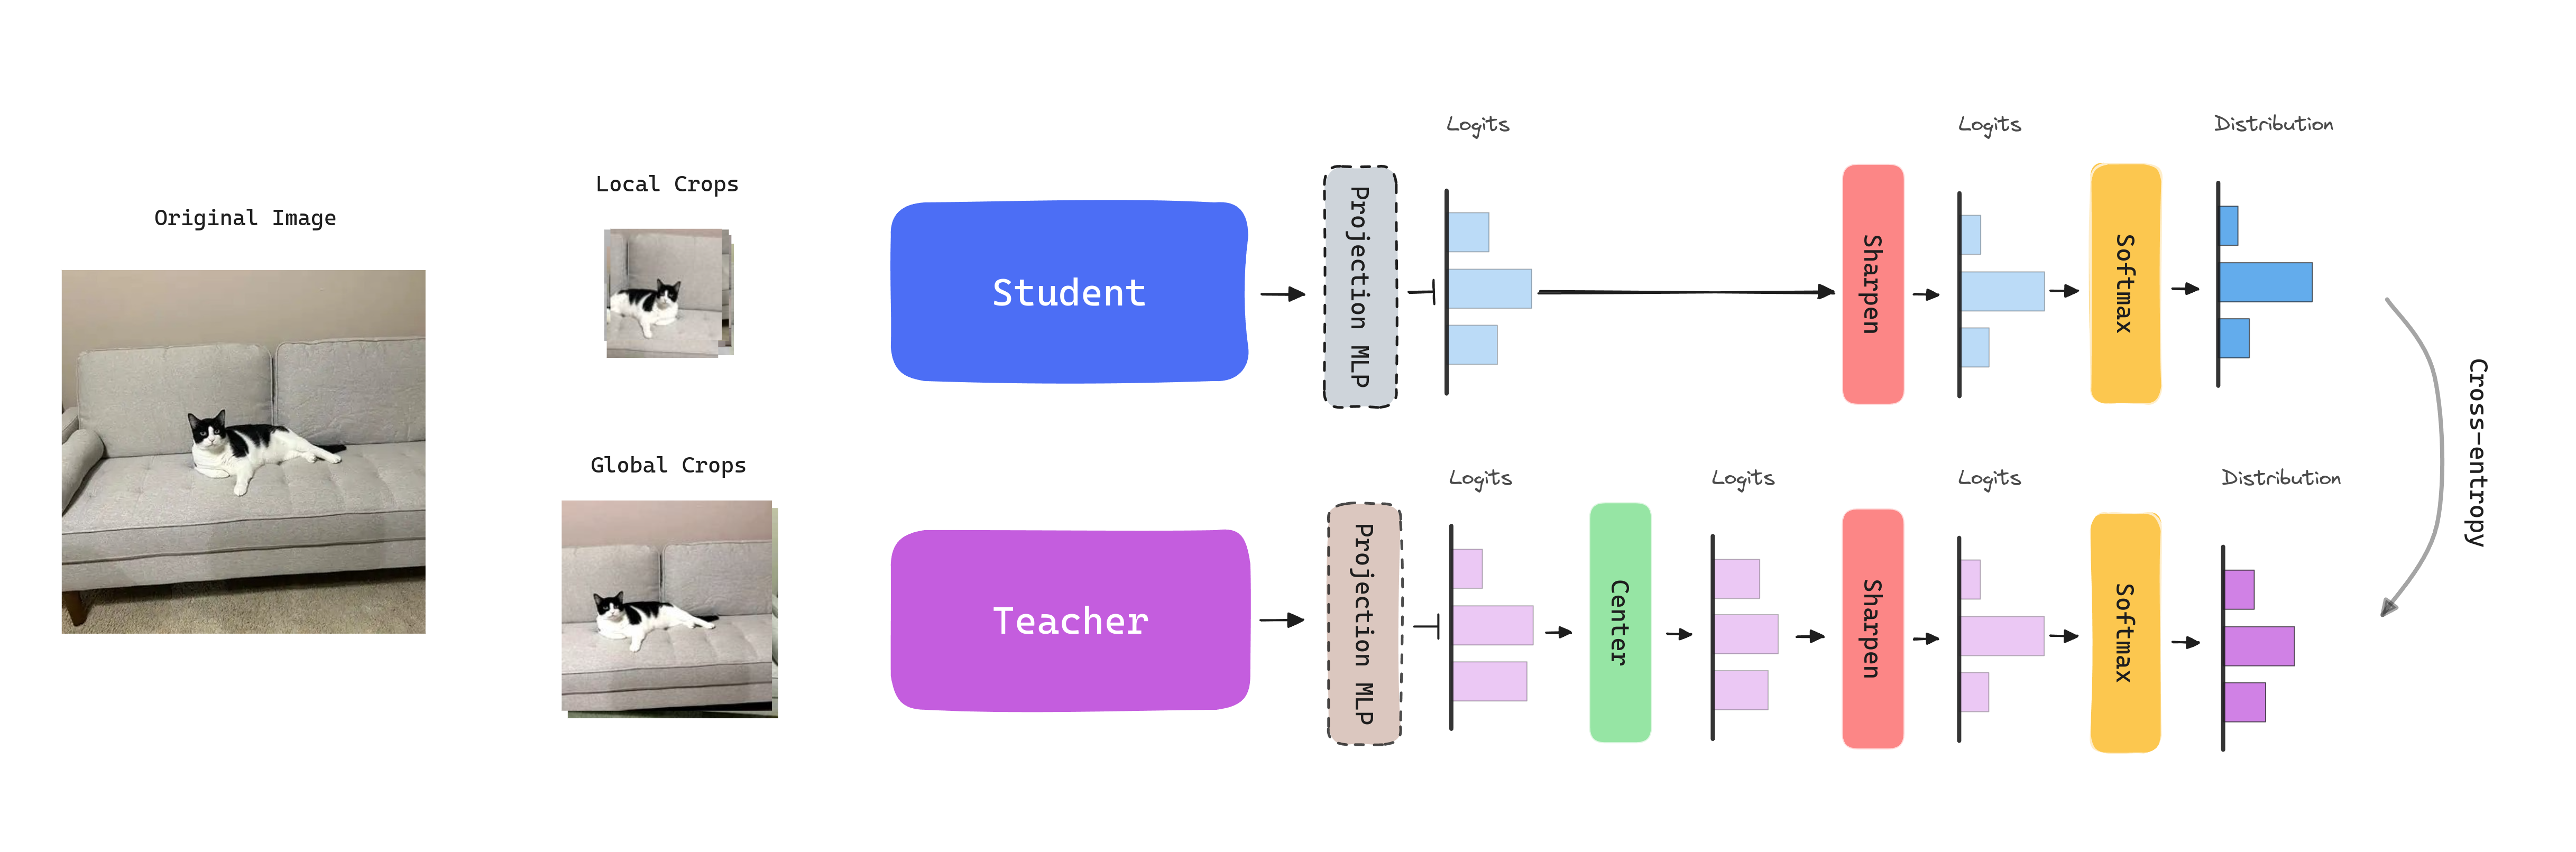 Original Image
Local Crops
Global Crops
Student
Projection MLP
Logits
Sharpen
Logits
Softmax
Distribution
Teacher
Projection MLP
Logits
Center
Logits
Sharpen
Logits
Softmax
Distribution
Cross-entropy